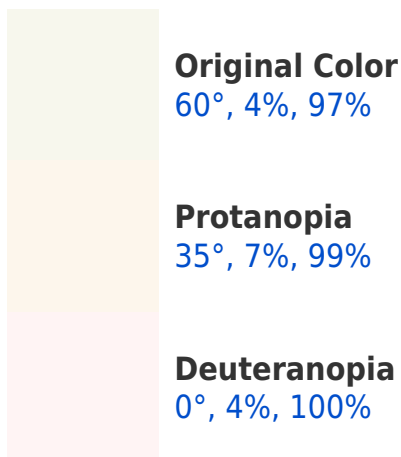 Original Color
60°, 4%, 97%
Protanopia
35°, 7%, 99%
Deuteranopia
0°, 4%, 100%